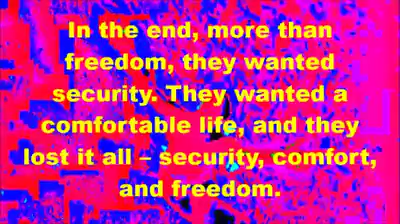 In the end, more than
freedom, they wanted
security. They wanted a
comfortable life, and they
lost it all – security, comfort,
and freedom.